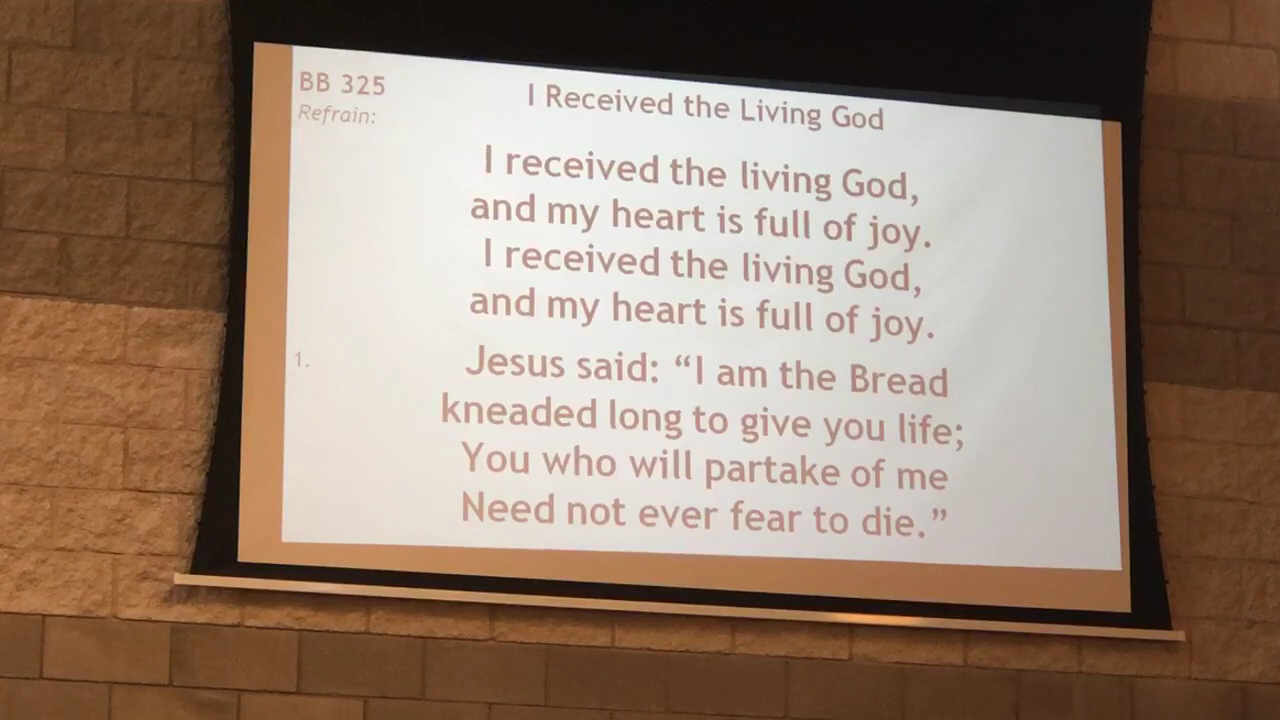 BB 325
I Received the Living God
Refrain:
I received the living God,
and my heart is full of joy.
I received the living God,
and my heart is full of joy.
1.
Jesus said: “I am the Bread
kneaded long to give you life;
You who will partake of me
Need not ever fear to die.”